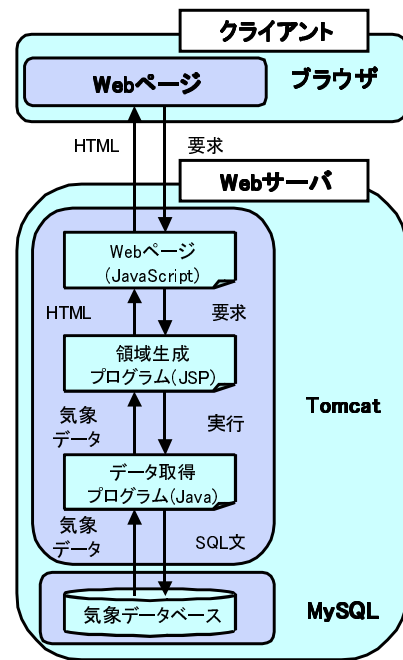 クライアント
Webページ
ブラウザ
HTML
要求
Webサーバ
Webページ
(JavaScript)
HTML
要求
領域生成
プログラム(JSP)
Tomcat
気象
データ
実行
データ取得
プログラム(Java)
気象
データ
SQL文
気象データベース
MySQL